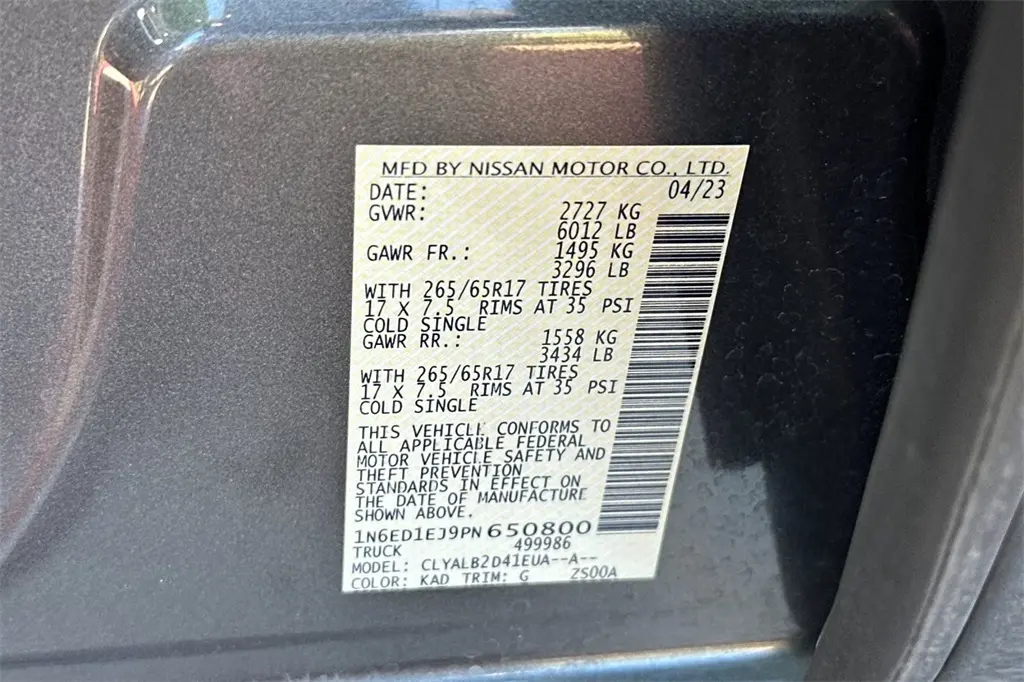 MFD BY NISSAN MOTOR CO., LTD.
DATE: 04/23
GVWR: 2727 KG
6012 LB
GAWR FR.: 1495 KG
3296 LB
WITH 265/65R17 TIRES
17 X 7.5 RIMS AT 35 PSI
COLD SINGLE
GAWR RR.: 1558 KG
3434 LB
WITH 265/65R17 TIRES
17 X 7.5 RIMS AT 35 PSI
COLD SINGLE
THIS VEHICLE CONFORMS TO
ALL APPLICABLE FEDERAL
MOTOR VEHICLE SAFETY AND
THEFT PREVENTION
STANDARDS IN EFFECT ON
THE DATE OF MANUFACTURE
SHOWN ABOVE.
1N6ED1EJ9PN650800
TRUCK 499986
MODEL: CLYALB2D41EUA--A--
COLOR: KAD TRIM: G ZS00A